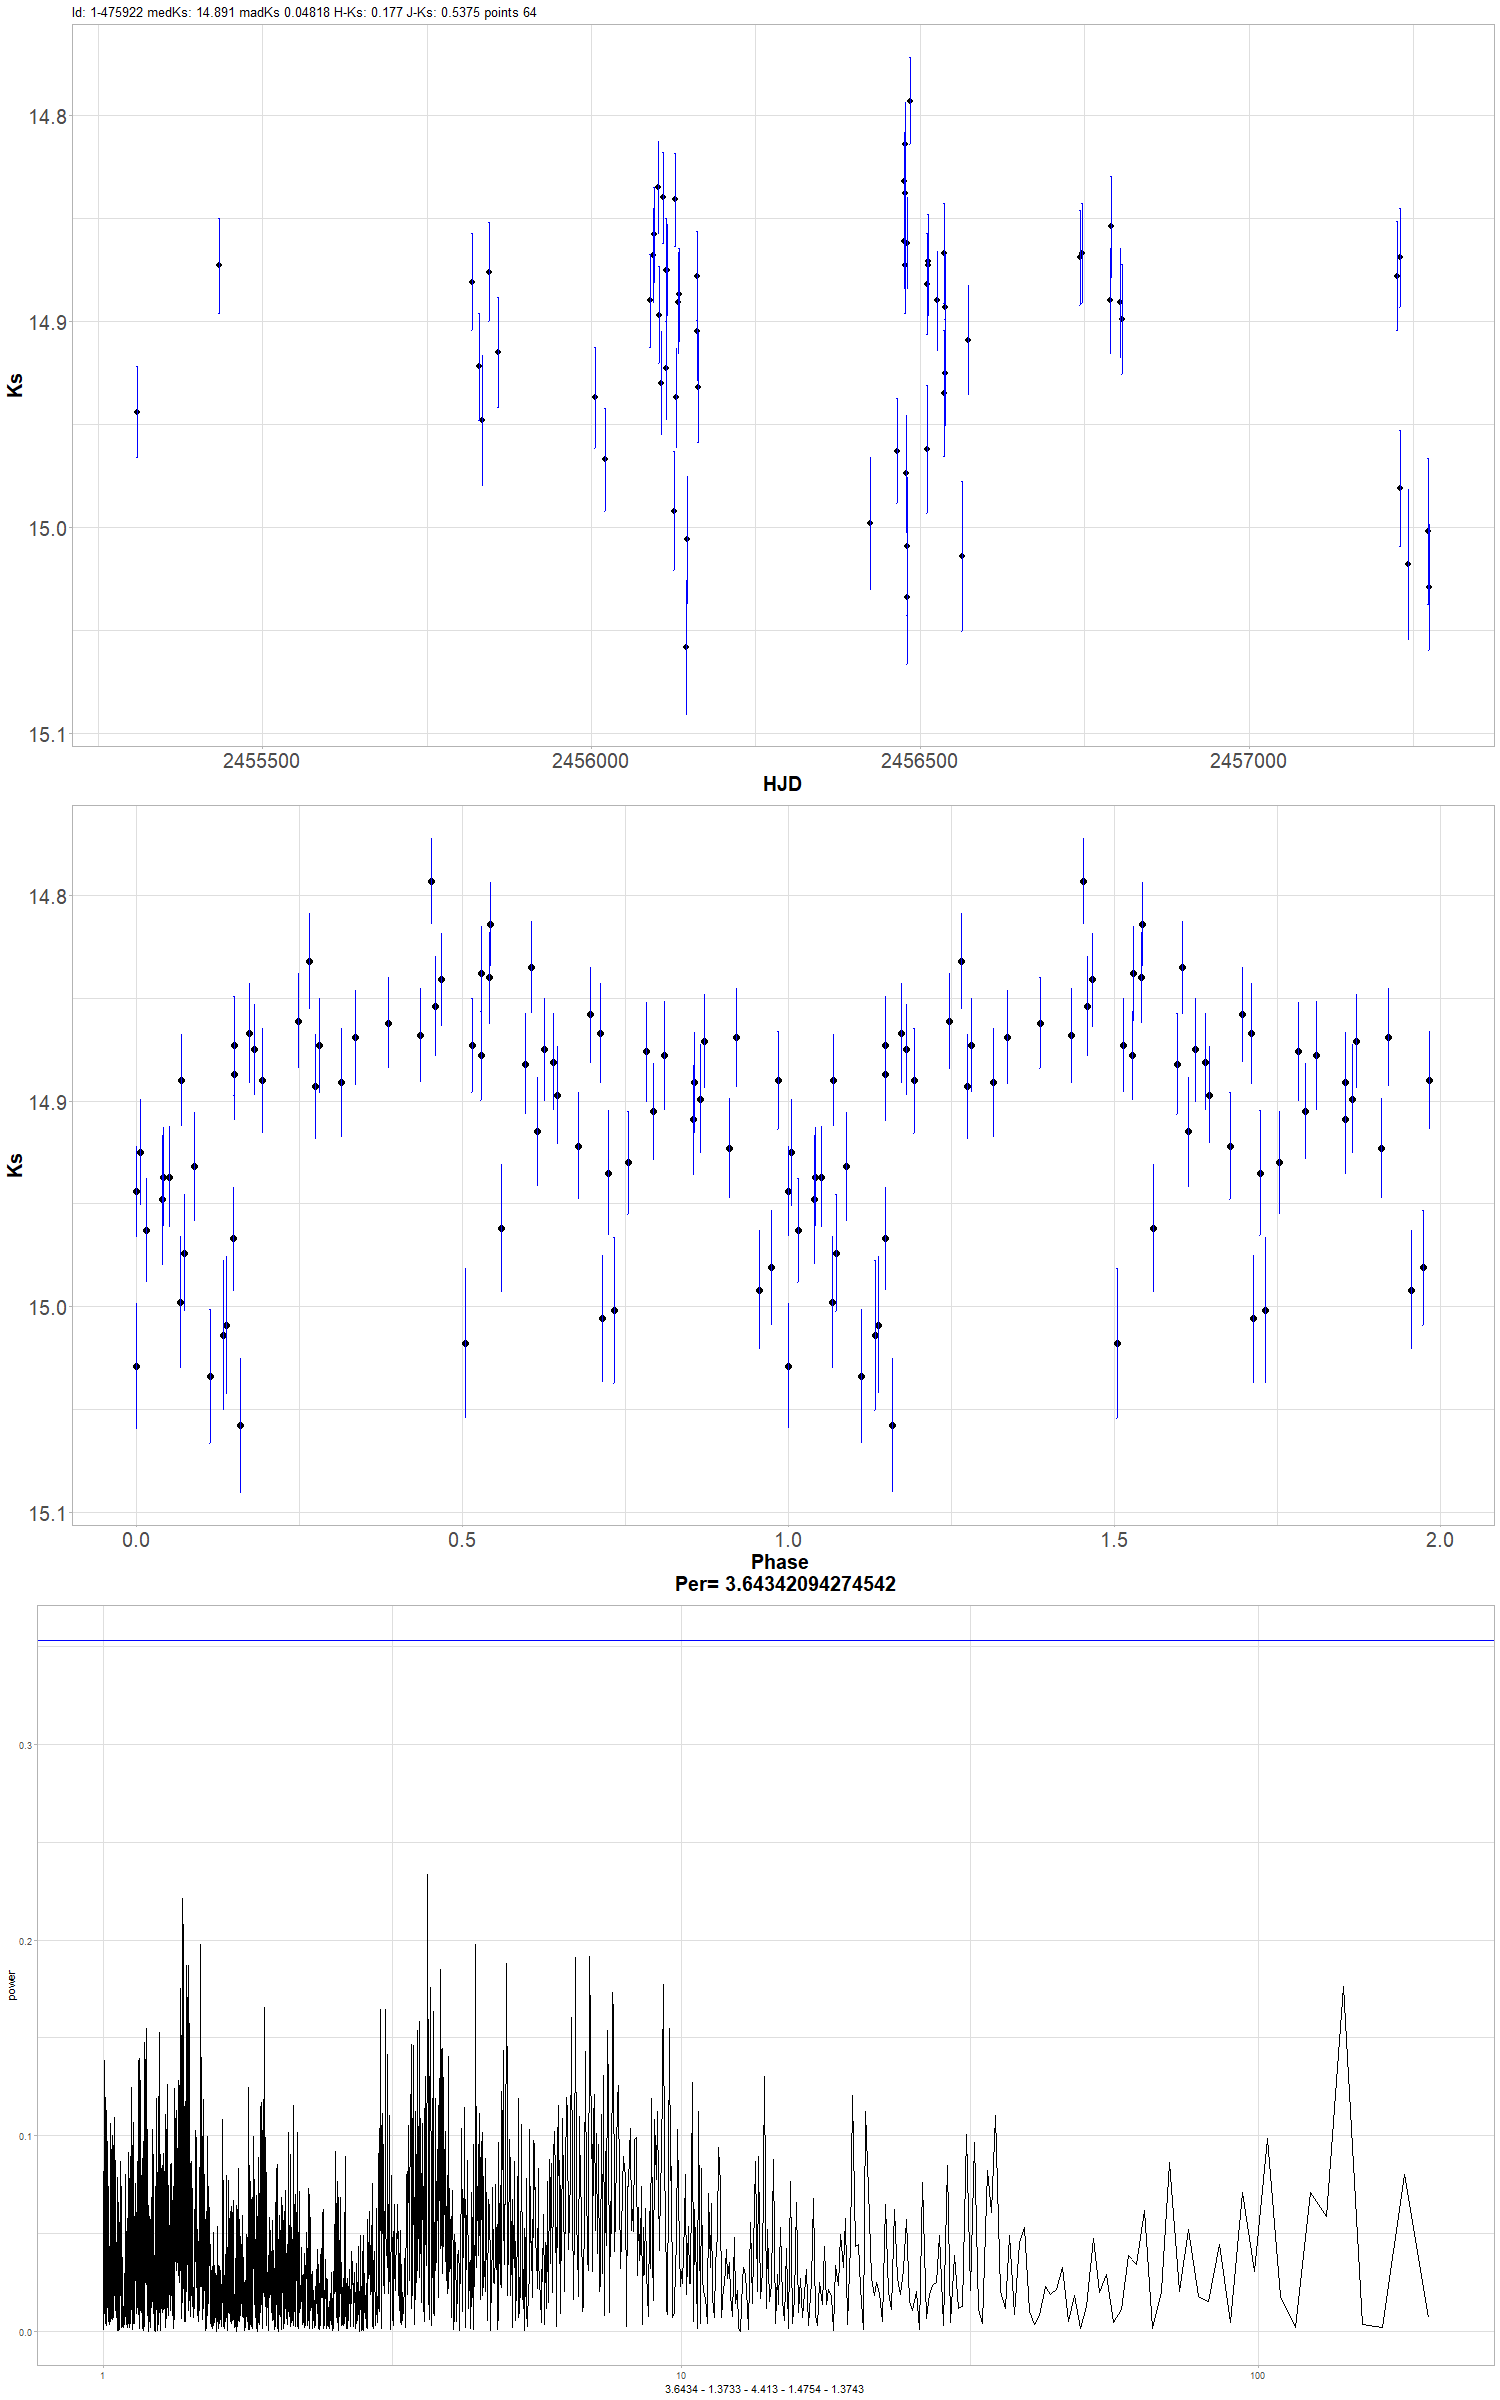 Id: 1-475922 medKs: 14.891 madKs 0.04818 H-Ks: 0.177 J-Ks: 0.5375 points 64
14.8
14.9
15.0
15.1
Ks
2455500 2456000 2456500 2457000
HJD
14.8
14.9
15.0
15.1
Ks
0.0 0.5 1.0 1.5 2.0
Phase
Per= 3.64342094274542
0.3
0.2
0.1
0.0
power
1 10 100
3.6434 - 1.3733 - 4.413 - 1.4754 - 1.3743